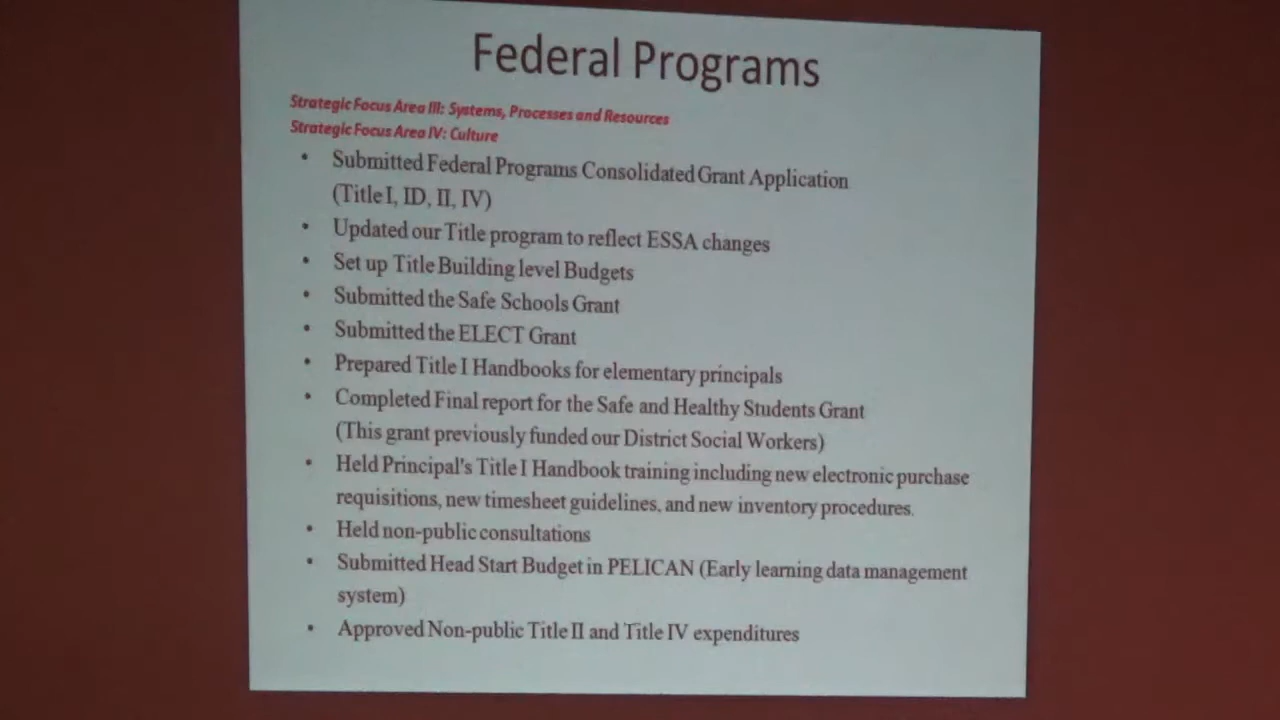 Federal Programs
Strategic Focus Area III: Systems, Processes and Resources
Strategic Focus Area IV: Culture
• Submitted Federal Programs Consolidated Grant Application
(Title I, ID, II, IV)
• Updated our Title program to reflect ESSA changes
• Set up Title Building level Budgets
• Submitted the Safe Schools Grant
• Submitted the ELECT Grant
• Prepared Title I Handbooks for elementary principals
• Completed Final report for the Safe and Healthy Students Grant
(This grant previously funded our District Social Workers)
• Held Principal's Title I Handbook training including new electronic purchase
requisitions, new timesheet guidelines, and new inventory procedures.
• Held non-public consultations
• Submitted Head Start Budget in PELICAN (Early learning data management
system)
• Approved Non-public Title II and Title IV expenditures